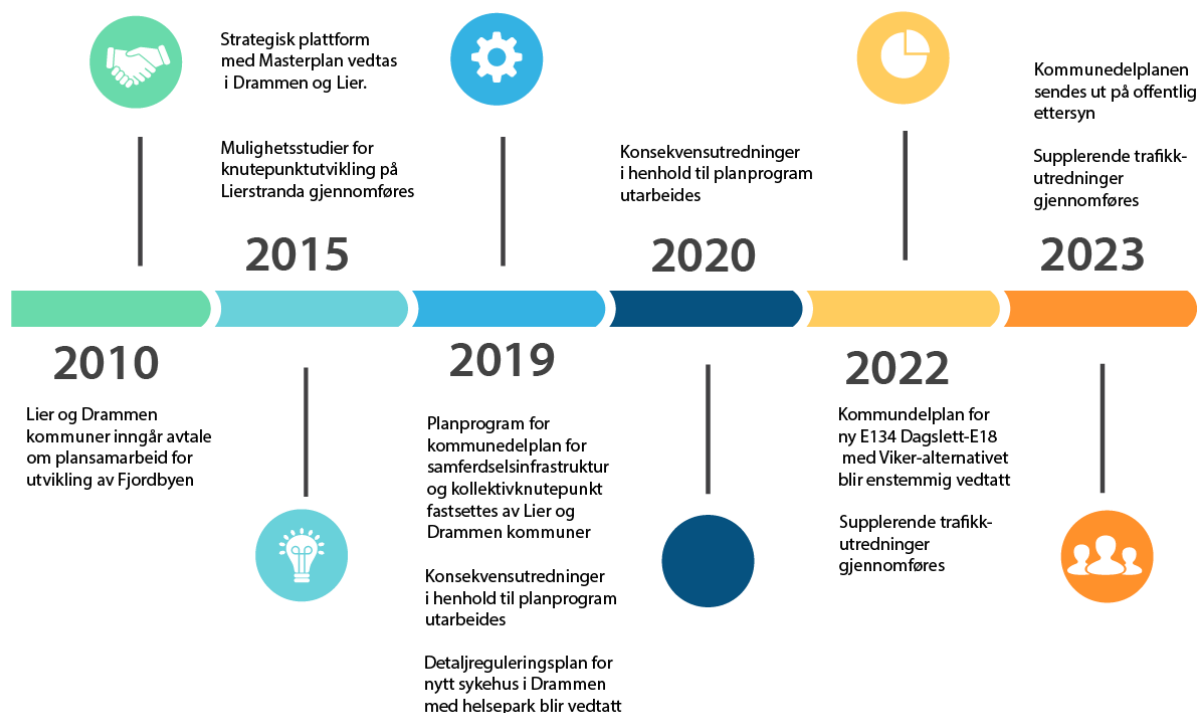 2010
Lier og Drammen
kommuner inngår avtale
om plansamarbeid for
utvikling av Fjordbyen
Strategisk plattform
med Masterplan vedtas
i Drammen og Lier.
Mulighetsstudier for
knutepunktutvikling på
Lierstranda gjennomføres
2015
2019
Planprogram for
kommunedelplan for
samferdselsinfrastruktur
og kollektivknutepunkt
fastsettes av Lier og
Drammen kommuner
Konsekvensutredninger
i henhold til planprogram
utarbeides
Detaljreguleringsplan for
nytt sykehus i Drammen
med helsepark blir vedtatt
Konsekvensutredninger
i henhold til planprogram
utarbeides
2020
2022
Kommundelplan for
ny E134 Dagslett-E18
med Viker-alternativet
blir enstemmig vedtatt
Supplerende trafikk-
utredninger
gjennomføres
Kommunedelplanen
sendes ut på offentlig
ettersyn
Supplerende trafikk-
utredninger
gjennomføres
2023